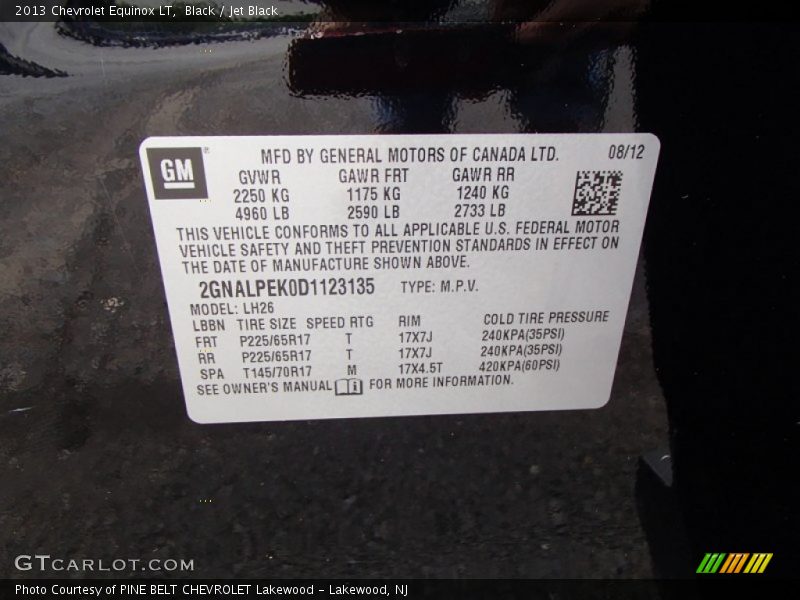 2013 Chevrolet Equinox LT, Black / Jet Black
GM
MFD BY GENERAL MOTORS OF CANADA LTD. 08/12
GVWR GAWR FRT GAWR RR
2250 KG 1175 KG 1240 KG
4960 LB 2590 LB 2733 LB
THIS VEHICLE CONFORMS TO ALL APPLICABLE U.S. FEDERAL MOTOR
VEHICLE SAFETY AND THEFT PREVENTION STANDARDS IN EFFECT ON
THE DATE OF MANUFACTURE SHOWN ABOVE.
2GNALPEK0D1123135 TYPE: M.P.V.
MODEL: LH26
LBBN TIRE SIZE SPEED RTG RIM COLD TIRE PRESSURE
FRT P225/65R17 T 17X7J 240KPA(35PSI)
RR P225/65R17 T 17X7J 240KPA(35PSI)
SPA T145/70R17 M 17X4.5T 420KPA(60PSI)
SEE OWNER'S MANUAL FOR MORE INFORMATION.
GTCARLOT.COM
Photo Courtesy of PINE BELT CHEVROLET Lakewood - Lakewood, NJ